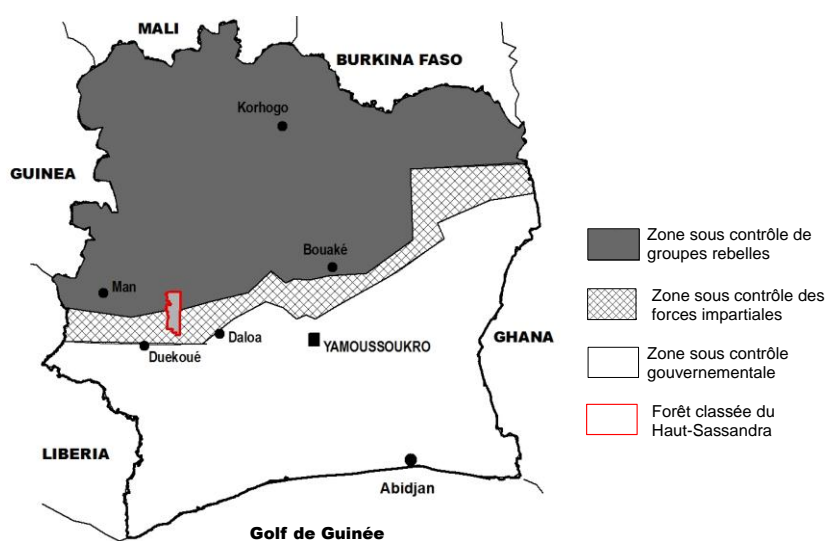 MALI
BURKINA FASO
Korhogo
GUINEA
Bouaké
Man
Daloa
YAMOUSSOUKRO
Duekoué
GHANA
LIBERIA
Abidjan
Golf de Guinée
Zone sous contrôle de
groupes rebelles
Zone sous contrôle des
forces impartiales
Zone sous contrôle
gouvernementale
Forêt classée du
Haut-Sassandra